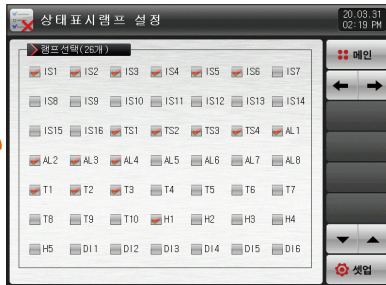 상태표시램프 설정
20.03.31
02:19 PM
램프선택(26개)
IS1 IS2 IS3 IS4 IS5 IS6 IS7
IS8 IS9 IS10 IS11 IS12 IS13 IS14
IS15 IS16 TS1 TS2 TS3 TS4 AL1
AL2 AL3 AL4 AL5 AL6 AL7 AL8
T1 T2 T3 T4 T5 T6 T7
T8 T9 T10 H1 H2 H3 H4
H5 DI1 DI2 DI3 DI4 DI5 DI6
메인
셋업